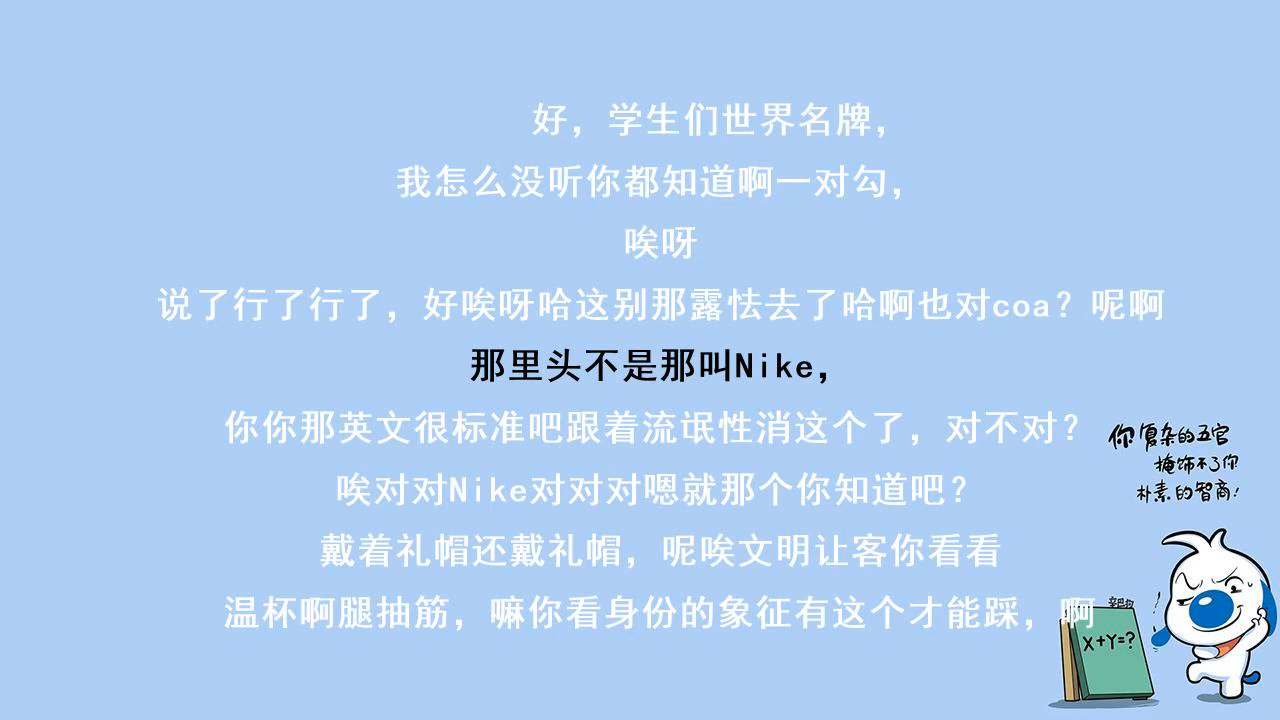 好，学生们世界名牌，
我怎么没听你都知道啊一对勾，
唉呀
说了行了行了，好唉呀哈这别那露怯去了哈啊也对coa？呢啊
那里头不是那叫Nike，
你你那英文很标准吧跟着流氓性消这个了，对不对？
唉对对Nike对对对嗯就那个你知道吧？
戴着礼帽还戴礼帽，呢唉文明让客你看看
温杯啊腿抽筋，嘛你看身份的象征有这个才能踩，啊
你复杂的五官
掩饰不了你
朴素的智商！
X+Y=?